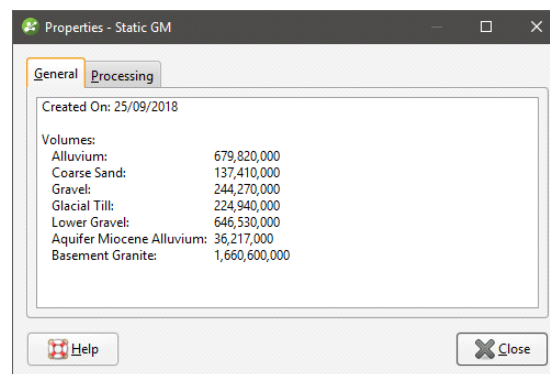 Properties - Static GM
General Processing
Created On: 25/09/2018
Volumes:
Alluvium: 679,820,000
Coarse Sand: 137,410,000
Gravel: 244,270,000
Glacial Till: 224,940,000
Lower Gravel: 646,530,000
Aquifer Miocene Alluvium: 36,217,000
Basement Granite: 1,660,600,000
Help Close